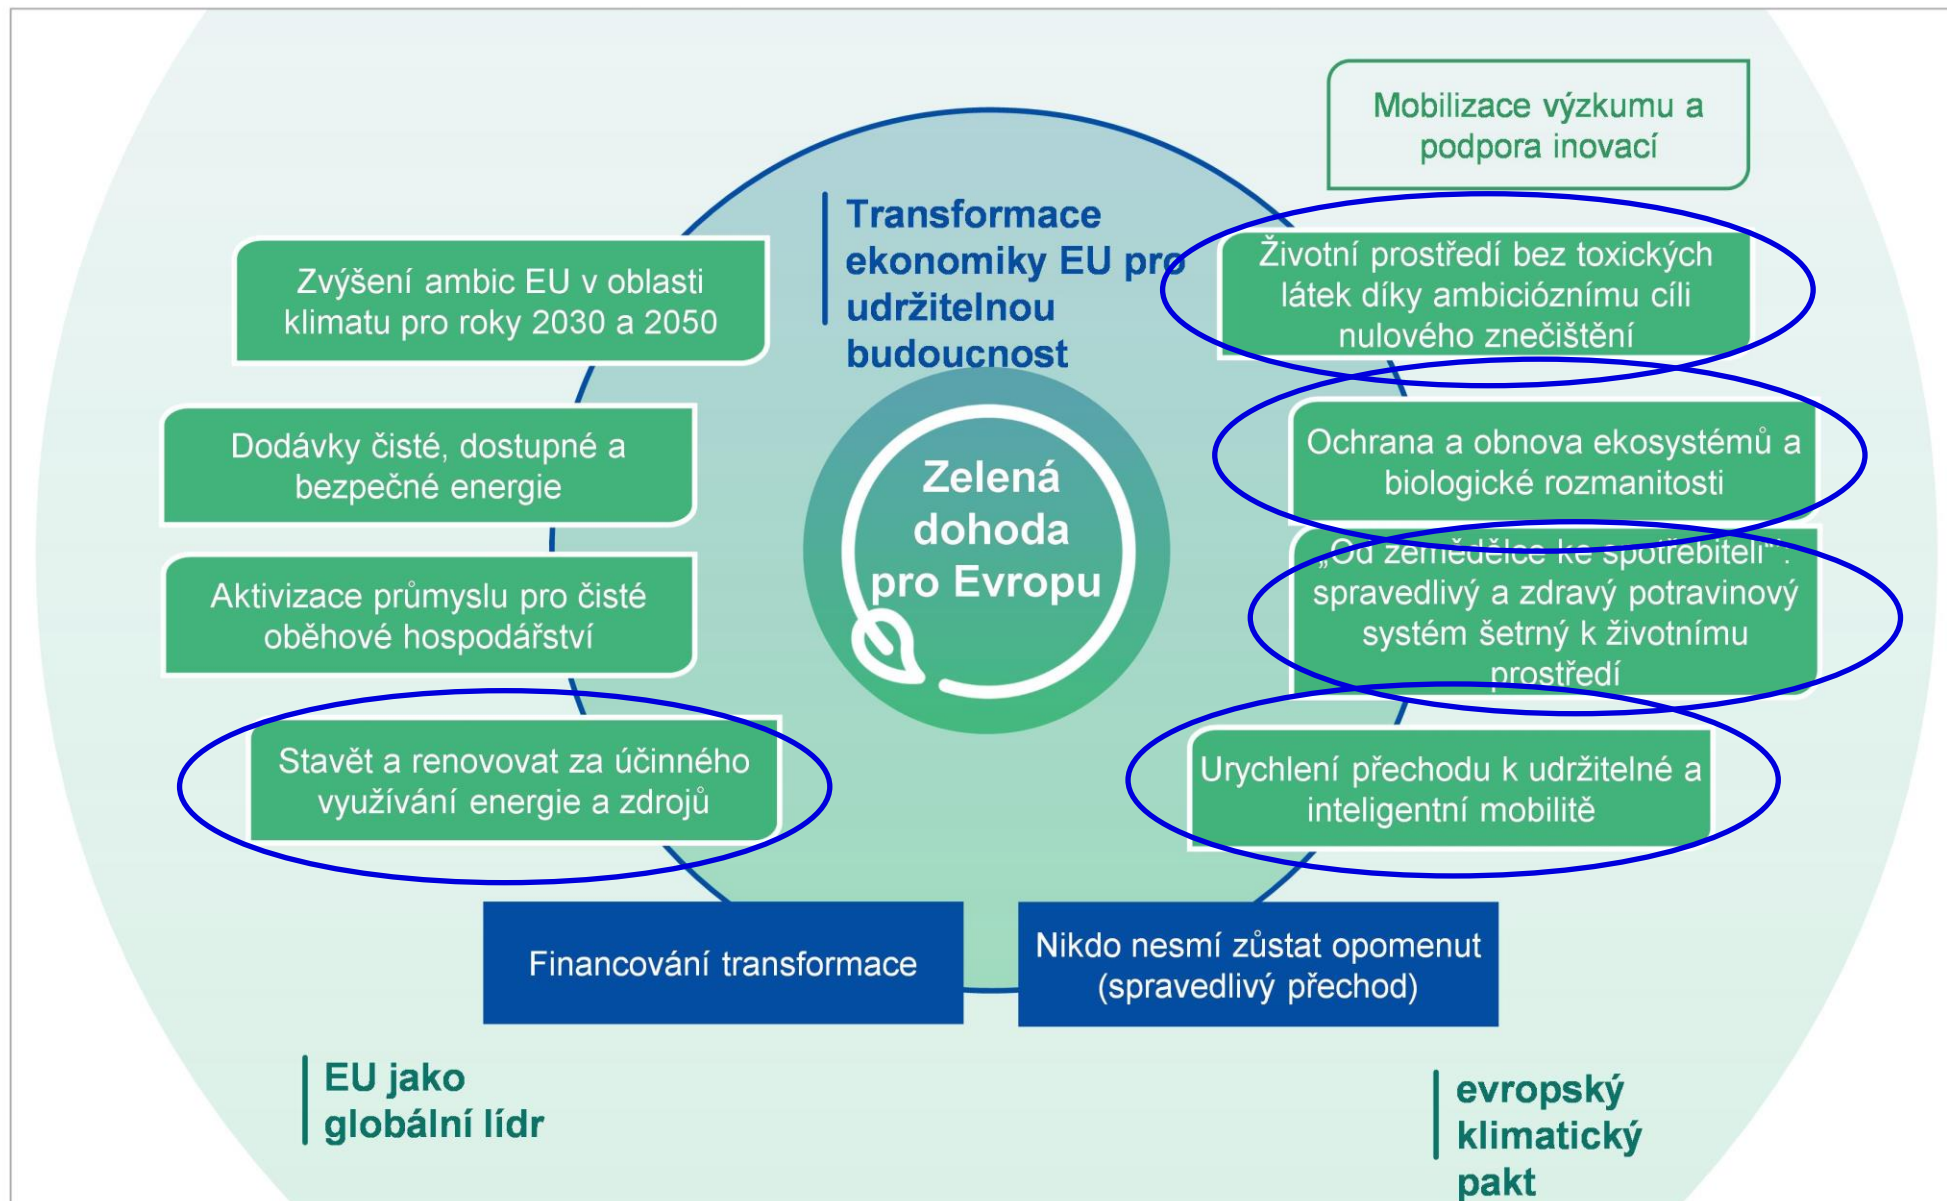 Mobilizace výzkumu a
podpora inovací
Transformace
ekonomiky EU pro
udržitelnou
budoucnost
Zvýšení ambic EU v oblasti
klimatu pro roky 2030 a 2050
Dodávky čisté, dostupné a
bezpečné energie
Aktivizace průmyslu pro čisté
oběhové hospodářství
Stavět a renovovat za účinného
využívání energie a zdrojů
Zelená
dohoda
pro Evropu
Životní prostředí bez toxických
látek díky ambicióznímu cíli
nulového znečištění
Ochrana a obnova ekosystémů a
biologické rozmanitosti
„Od zemědělce ke spotřebiteli“:
spravedlivý a zdravý potravinový
systém šetrný k životnímu
prostředí
Urychlení přechodu k udržitelné a
inteligentní mobilitě
Financování transformace
Nikdo nesmí zůstat opomenut
(spravedlivý přechod)
EU jako
globální lídr
evropský
klimatický
pakt